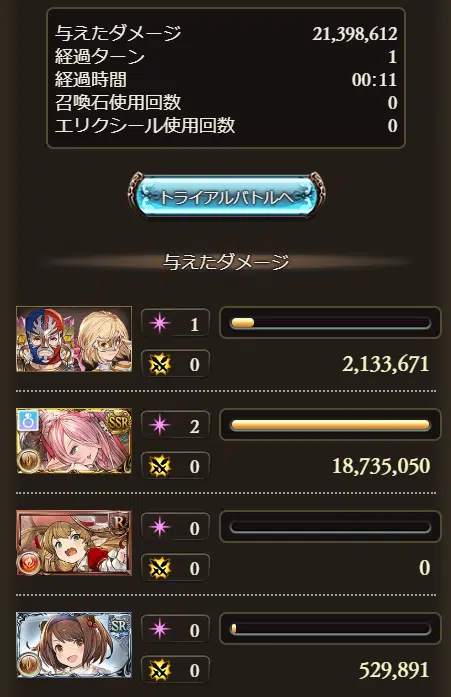 与えたダメージ 21,398,612
経過ターン 1
経過時間 00:11
召喚石使用回数 0
エリクシール使用回数 0
トライアルバトルへ
与えたダメージ
1
0
2,133,671
SSR
2
0
18,735,050
R
0
0
0
SR
0
0
529,891